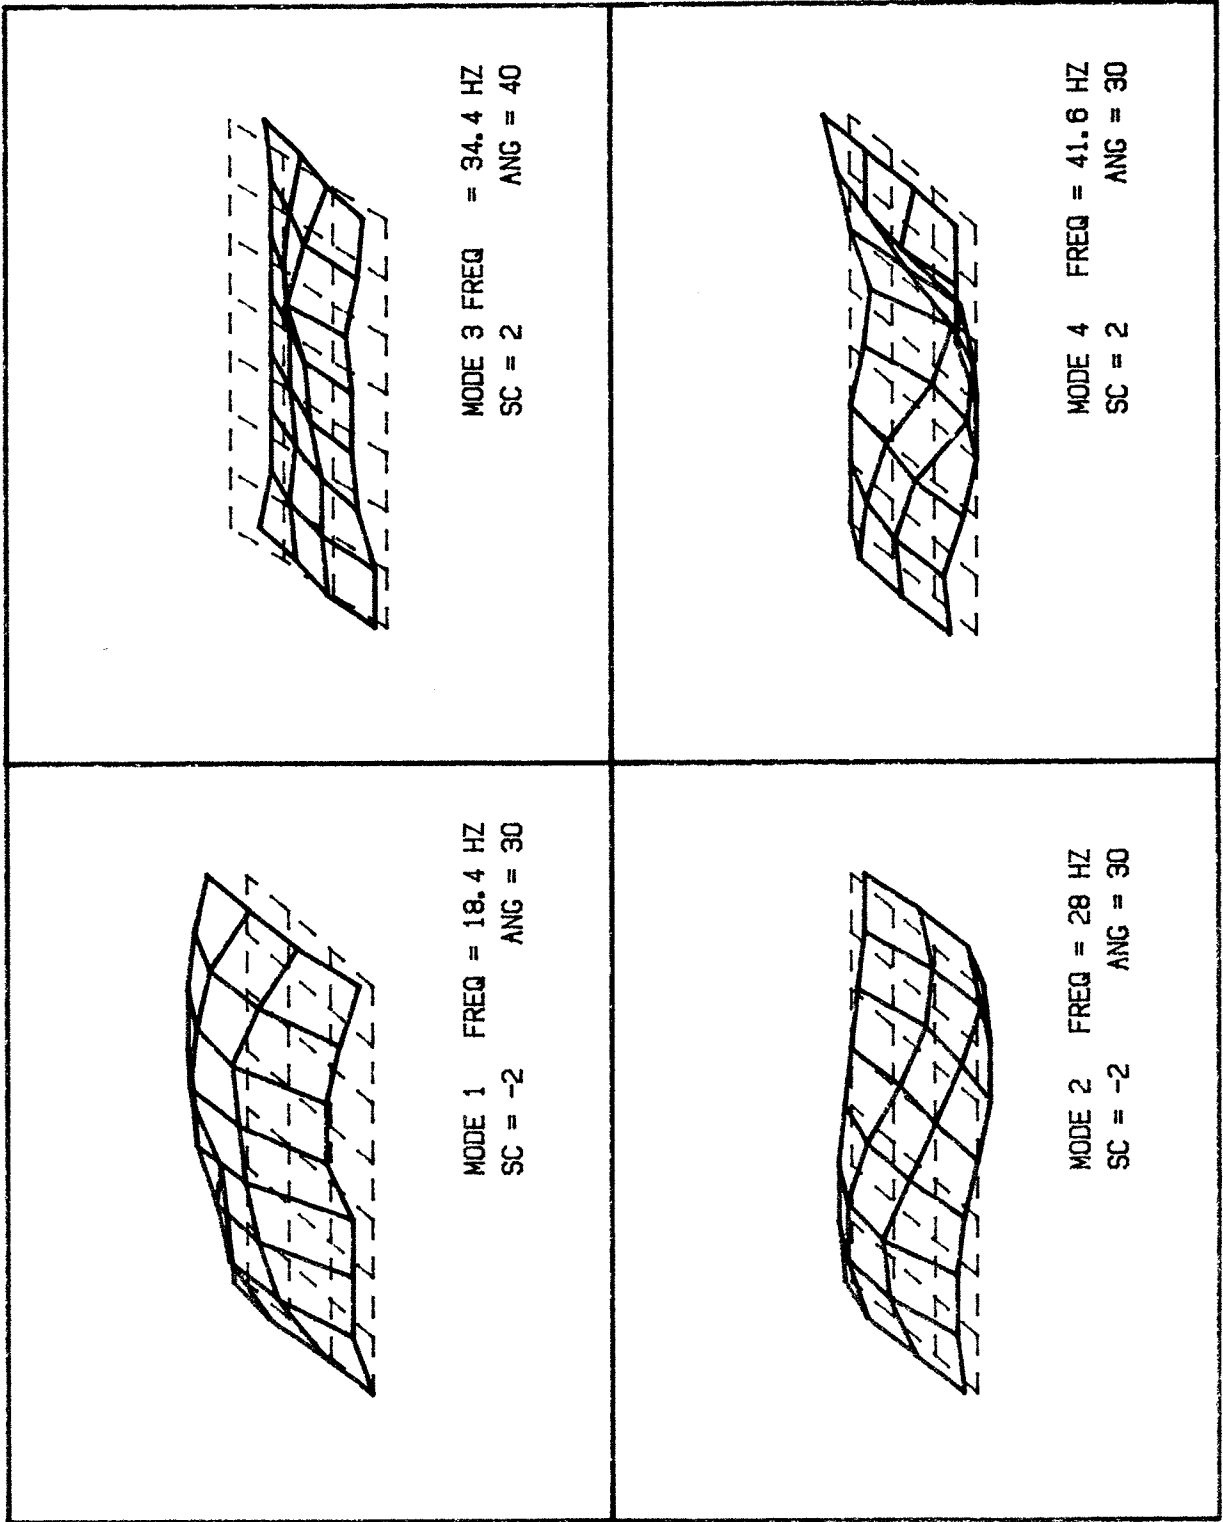 MODE 1 FREQ = 18.4 HZ
SC = -2 ANG = 30
MODE 3 FREQ = 34.4 HZ
SC = 2 ANG = 40
MODE 2 FREQ = 28 HZ
SC = -2 ANG = 30
MODE 4 FREQ = 41.6 HZ
SC = 2 ANG = 30